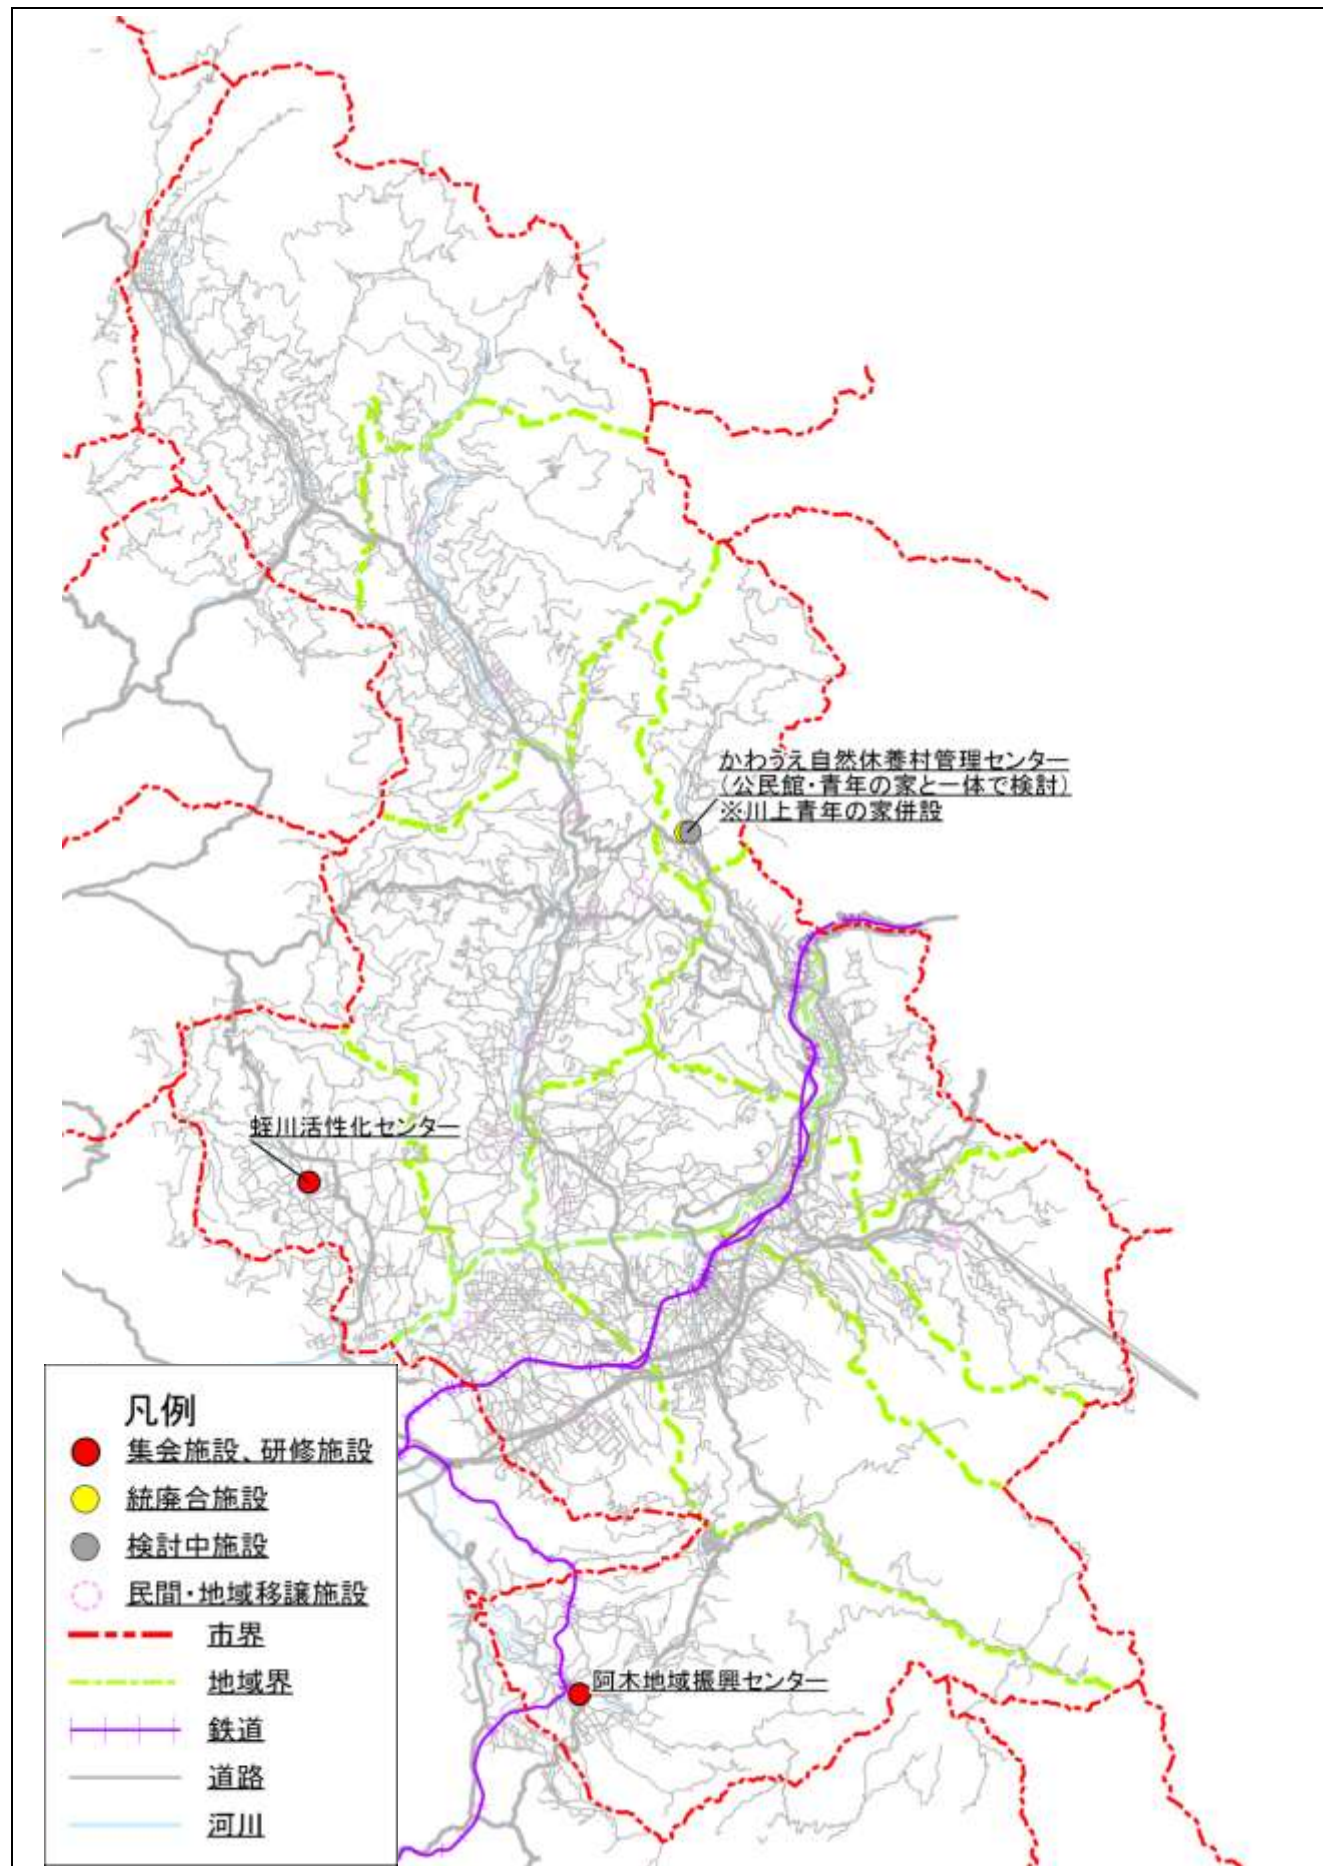 かわうえ自然休養村管理センター
(公民館・青年の家と一体で検討)
※川上青年の家併設
蛭川活性化センター
凡例
集会施設、研修施設
統廃合施設
検討中施設
民間・地域移譲施設
市界
地域界
鉄道
道路
河川
阿木地域振興センター